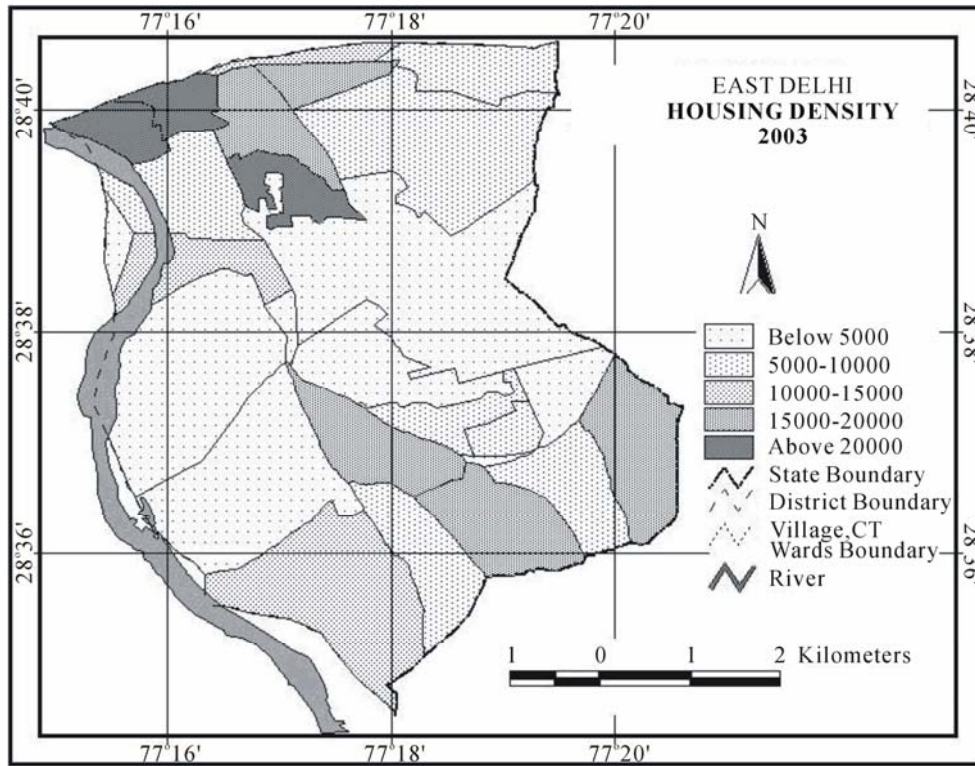 77°16' 77°18' 77°20'
28°40' 28°40'
EAST DELHI
HOUSING DENSITY
2003
N
28°38' 28°38'
Below 5000
5000-10000
10000-15000
15000-20000
Above 20000
State Boundary
District Boundary
Village,CT
Wards Boundary
River
28°36' 28°36'
1 0 1 2 Kilometers
77°16' 77°18' 77°20'